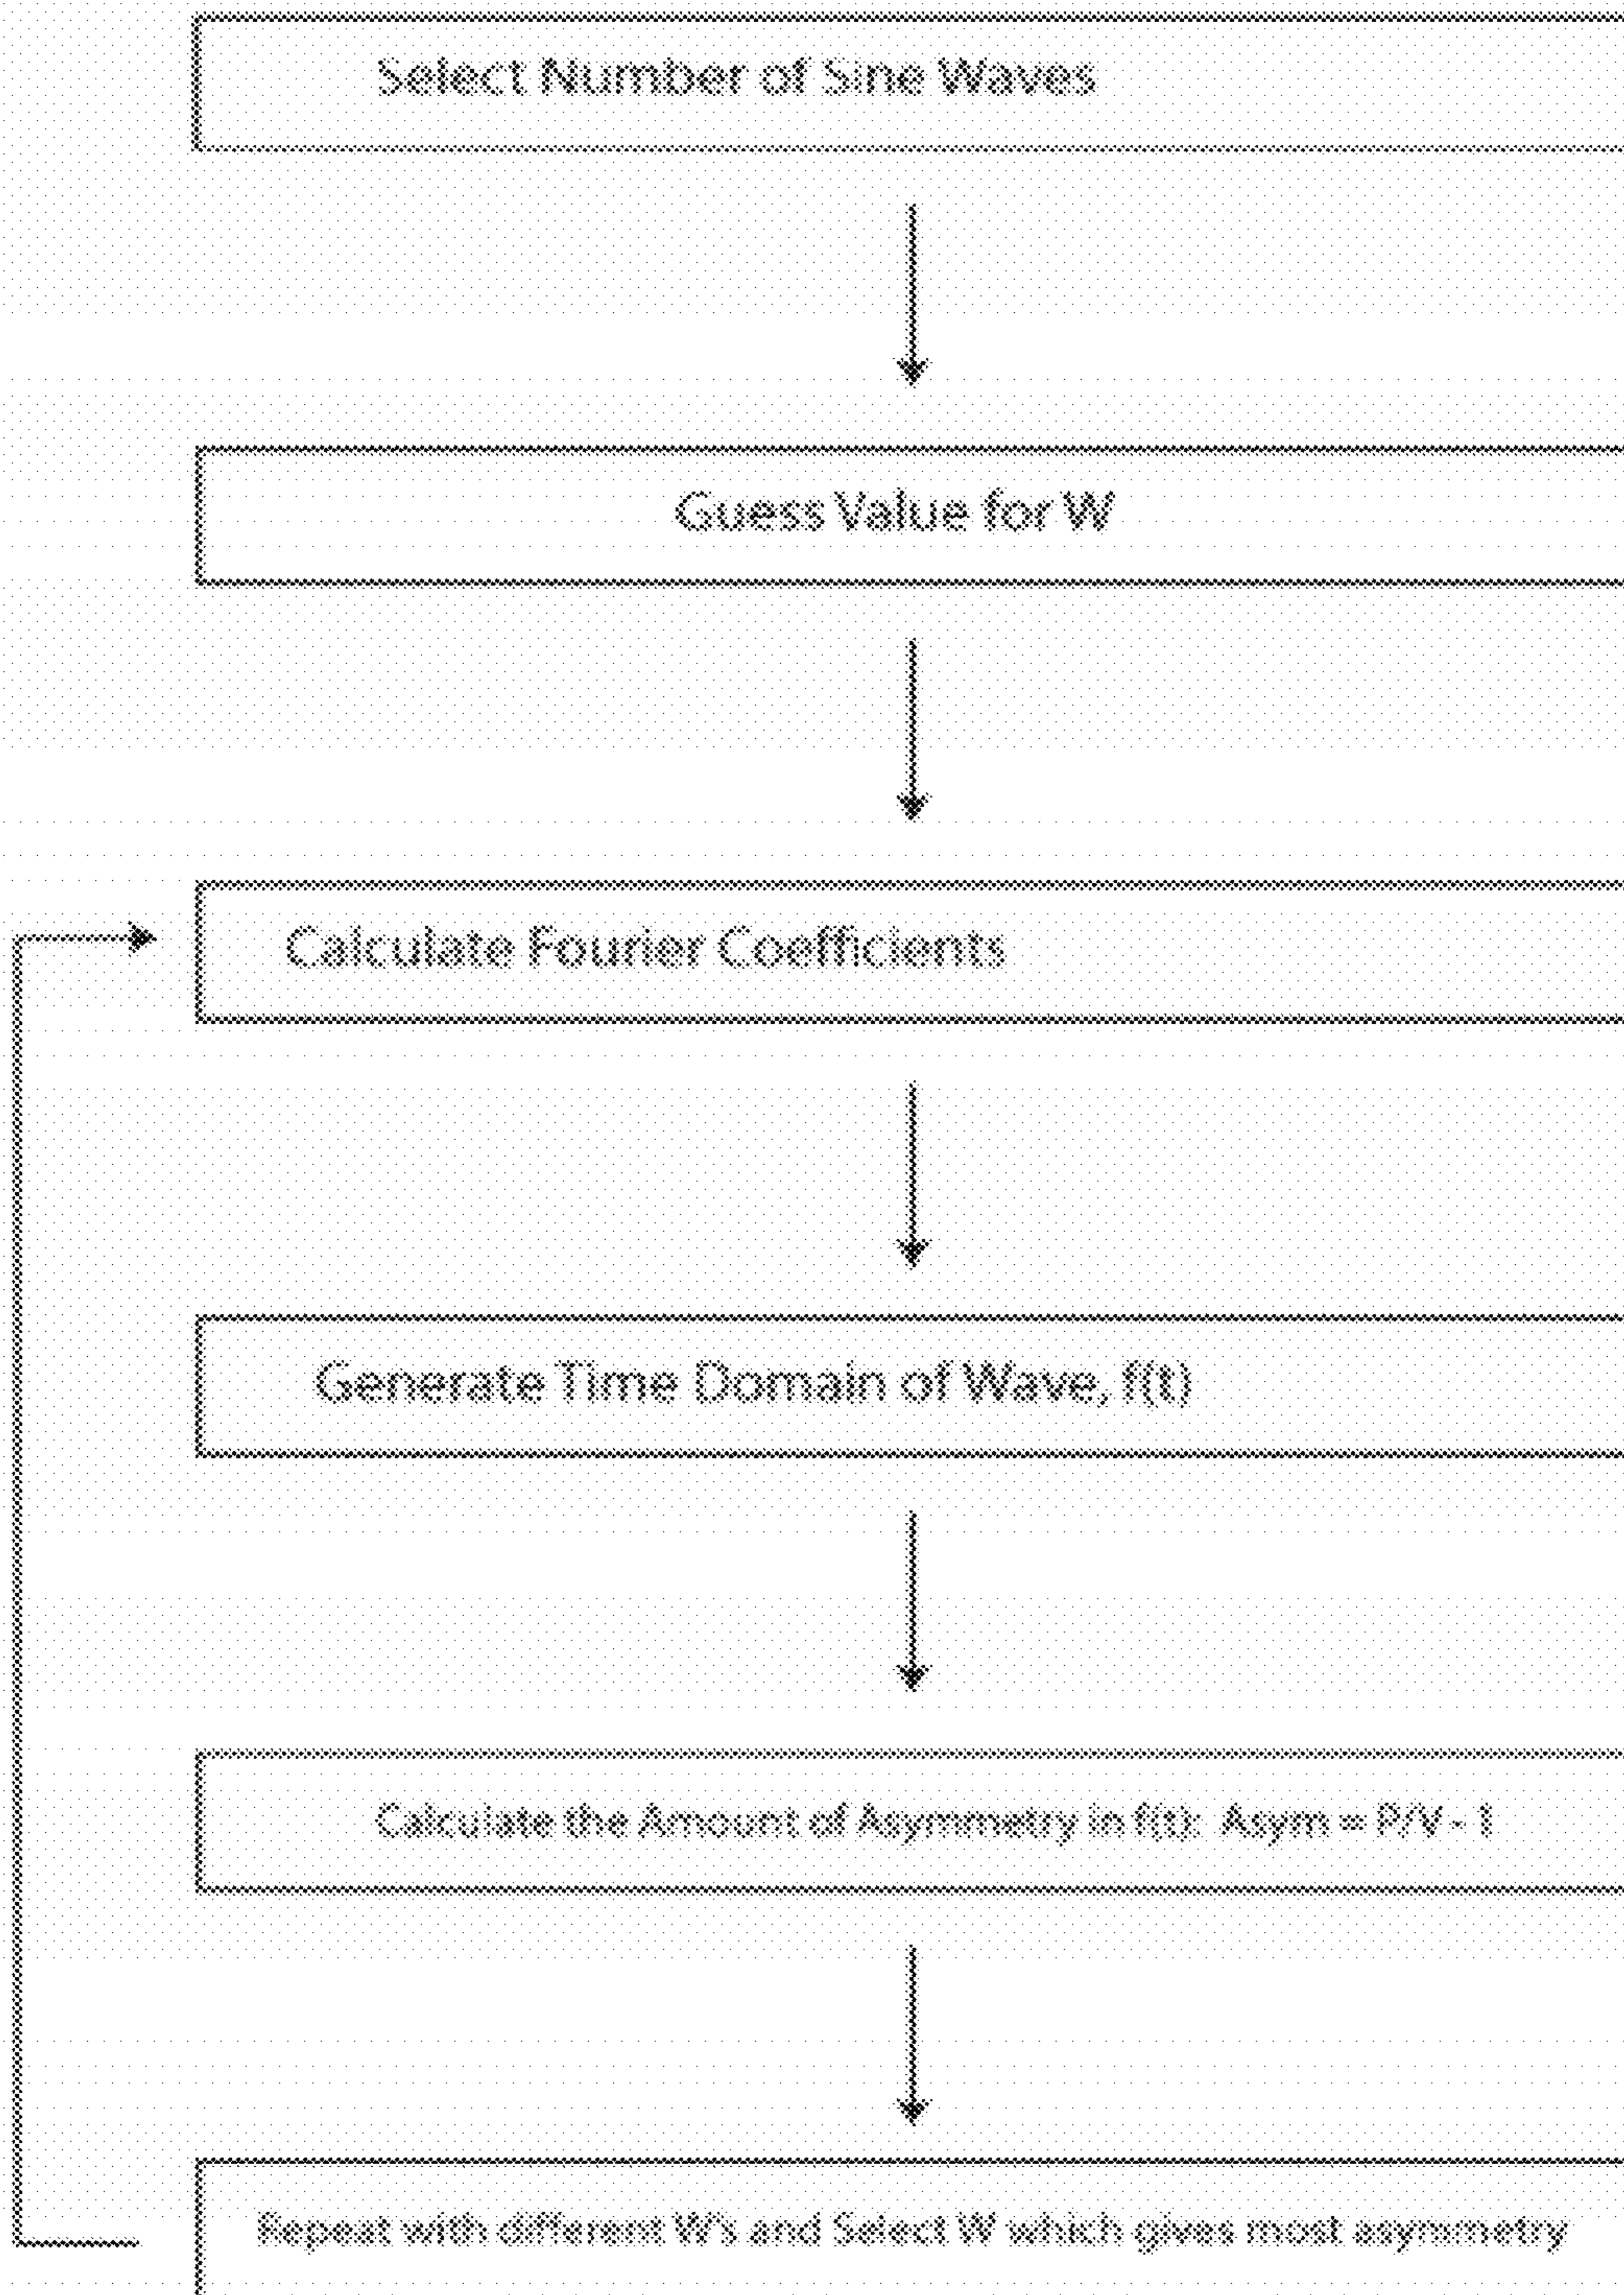 Select Number of Sine Waves
Guess Value for W
Calculate Fourier Coefficients
Generate Time Domain of Wave, f(t)
Calculate the Amount of Asymmetry in f(t): Asym = P/V - 1
Repeat with different W's and Select W which gives most asymmetry